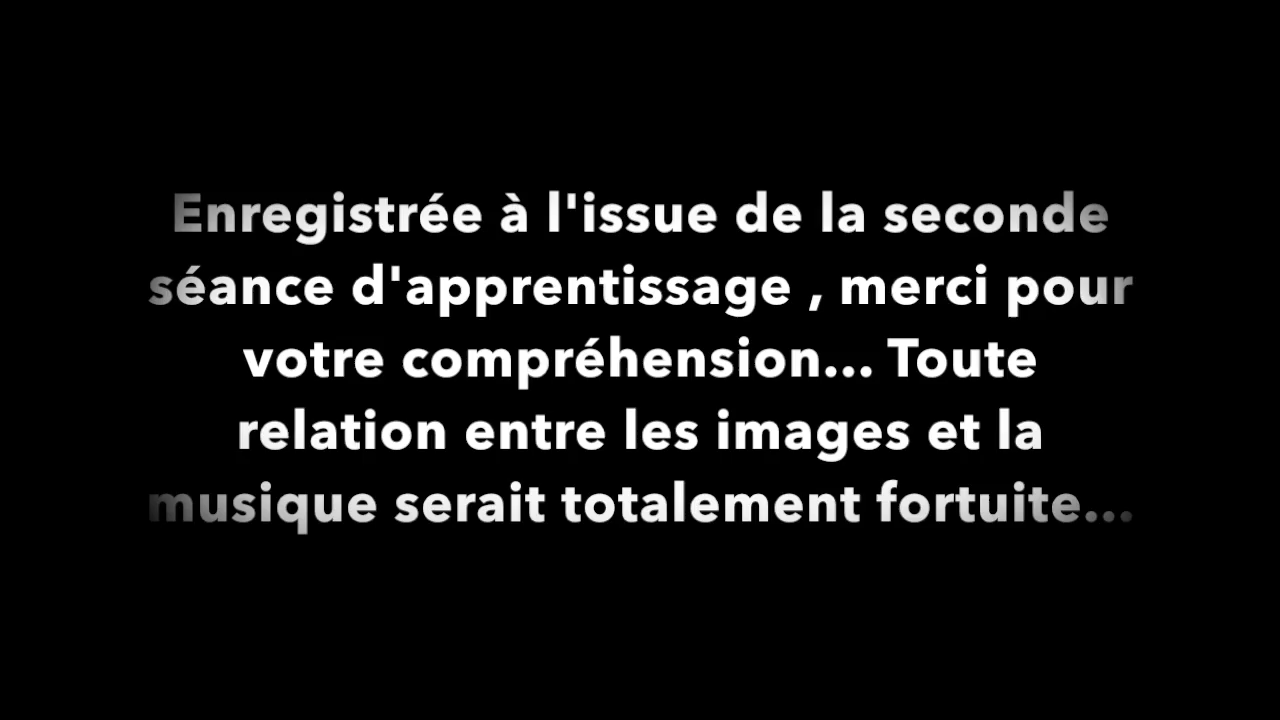 Enregistrée à l'issue de la seconde
séance d'apprentissage , merci pour
votre compréhension... Toute
relation entre les images et la
musique serait totalement fortuite...